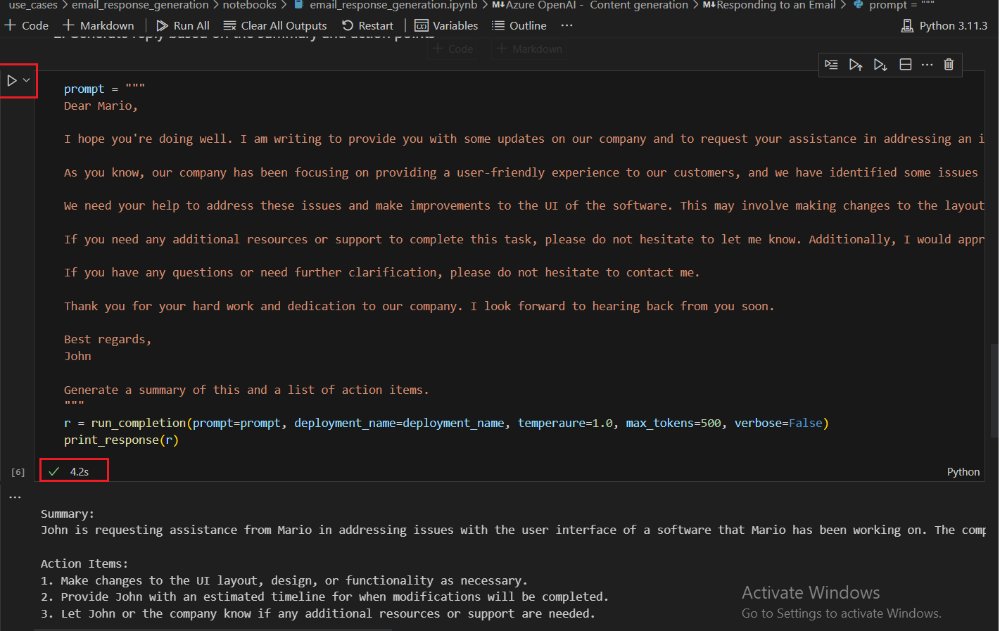 use_cases > email_response_generation > notebooks > email_response_generation.ipynb > M↓Azure OpenAI - Content generation > M↓Responding to an Email > prompt = """
+ Code + Markdown Run All Clear All Outputs Restart Variables Outline ... Python 3.11.3
2. Generate reply based on the summary and action points
+ Code + Markdown
prompt = """
Dear Mario,
I hope you're doing well. I am writing to provide you with some updates on our company and to request your assistance in addressing an i
As you know, our company has been focusing on providing a user-friendly experience to our customers, and we have identified some issues
We need your help to address these issues and make improvements to the UI of the software. This may involve making changes to the layout
If you need any additional resources or support to complete this task, please do not hesitate to let me know. Additionally, I would appr
If you have any questions or need further clarification, please do not hesitate to contact me.
Thank you for your hard work and dedication to our company. I look forward to hearing back from you soon.
Best regards,
John
Generate a summary of this and a list of action items.
"""
r = run_completion(prompt=prompt, deployment_name=deployment_name, temperaure=1.0, max_tokens=500, verbose=False)
print_response(r)
[6] ✓ 4.2s Python
...
Summary:
John is requesting assistance from Mario in addressing issues with the user interface of a software that Mario has been working on. The comp
Action Items:
1. Make changes to the UI layout, design, or functionality as necessary.
2. Provide John with an estimated timeline for when modifications will be completed.
3. Let John or the company know if any additional resources or support are needed.
Activate Windows
Go to Settings to activate Windows.